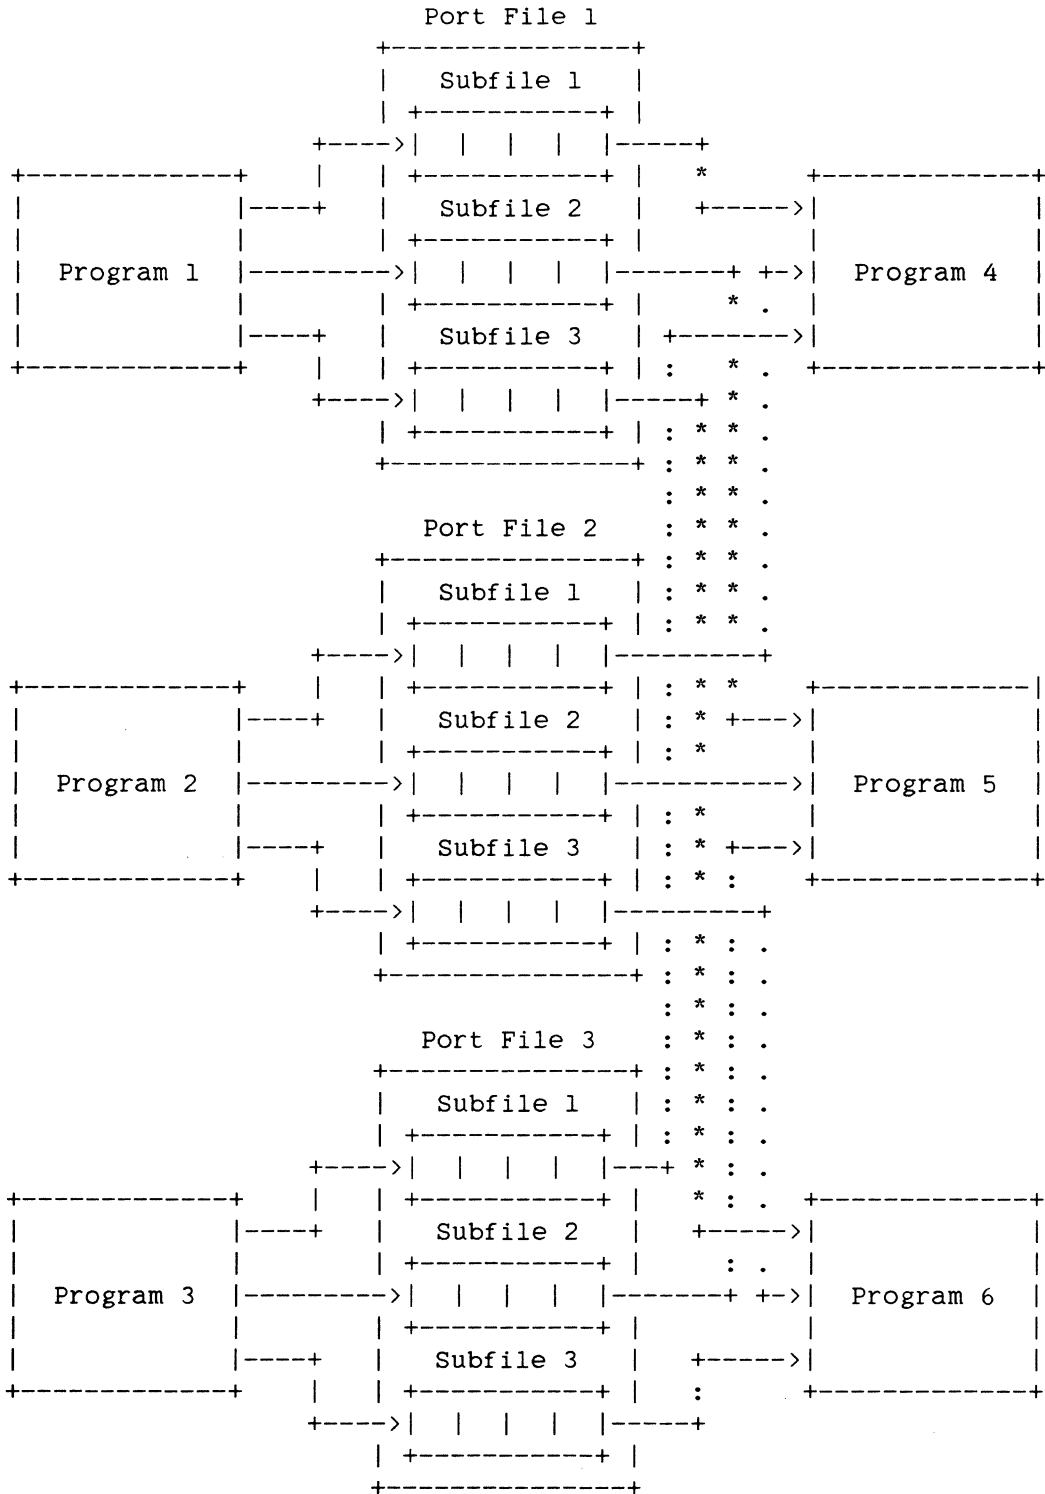 Port File 1
Subfile 1
Subfile 2
Program 1
Program 4
Subfile 3
Port File 2
Subfile 1
Subfile 2
Program 2
Program 5
Subfile 3
Port File 3
Subfile 1
Subfile 2
Program 3
Program 6
Subfile 3